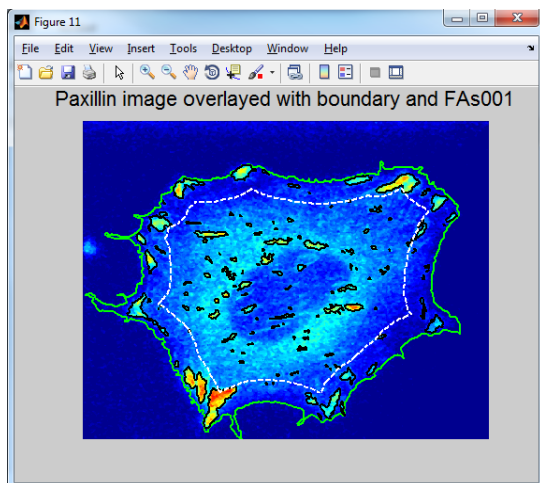 Figure 11
File Edit View Insert Tools Desktop Window Help
Paxillin image overlayed with boundary and FAs001